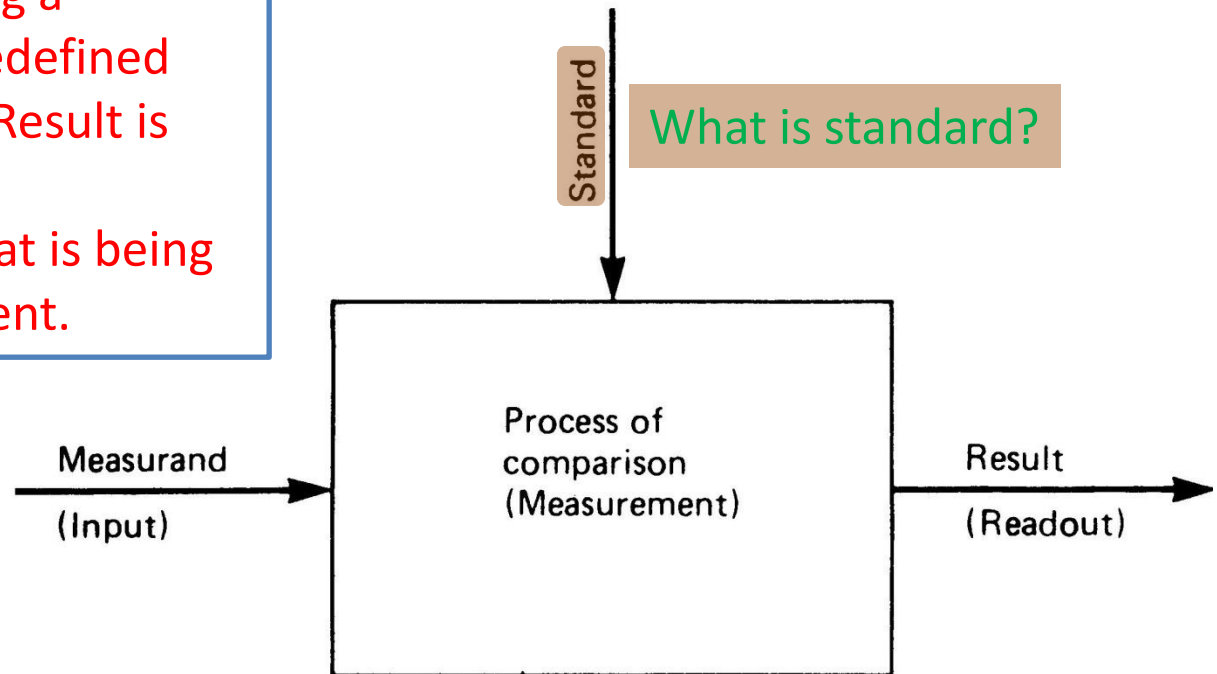 g a
edefined
Result is
at is being
ent.
Standard
What is standard?
Process of
comparison
(Measurement)
Measurand
(Input)
Result
(Readout)